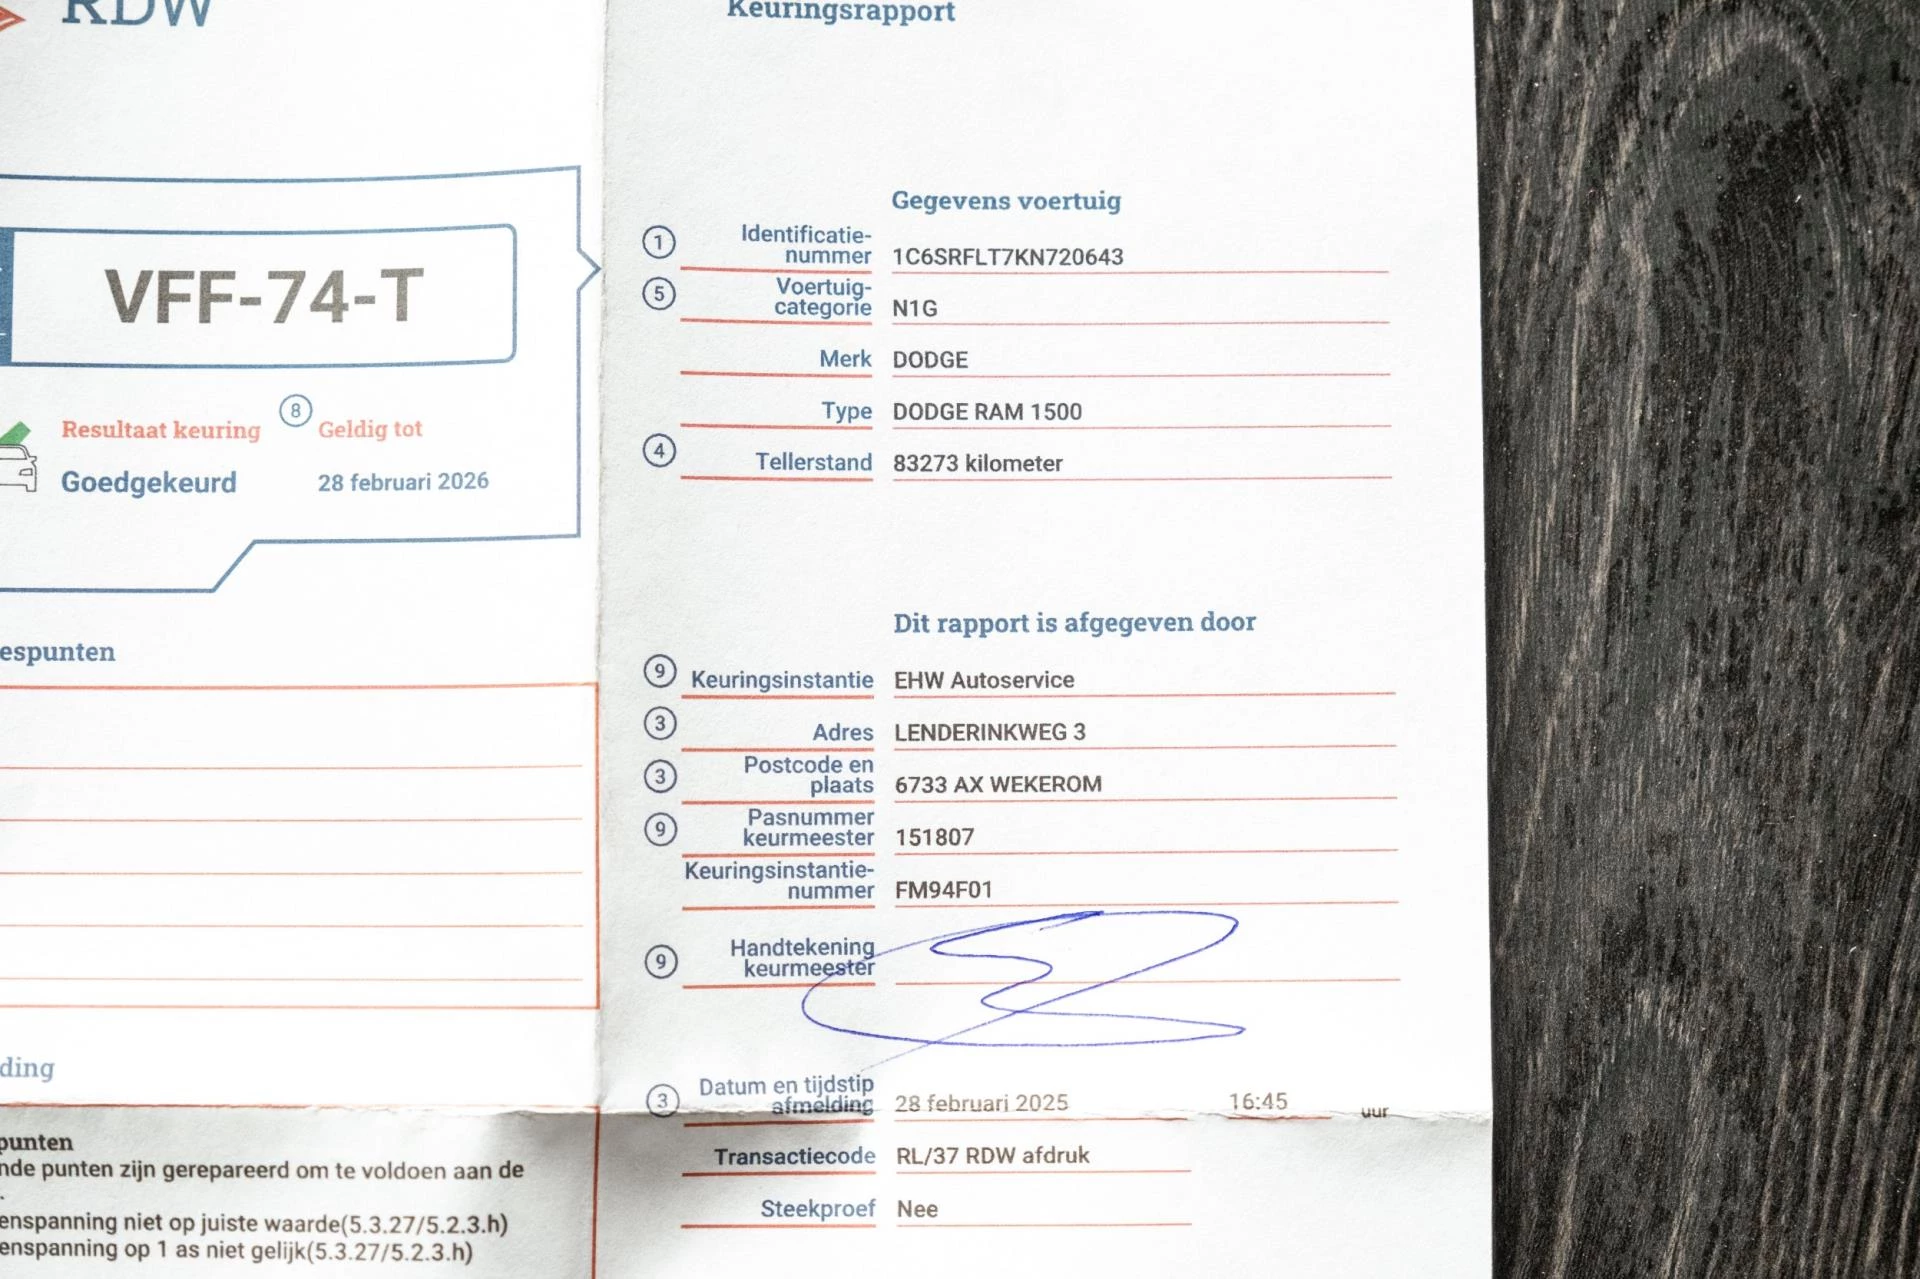 RDW
Keuringsrapport
VFF-74-T
8
Resultaat keuring Geldig tot
Goedgekeurd 28 februari 2026
espunten
ding
punten
nde punten zijn gerepareerd om te voldoen aan de
.
enspanning niet op juiste waarde(5.3.27/5.2.3.h)
enspanning op 1 as niet gelijk(5.3.27/5.2.3.h)
Gegevens voertuig
1 Identificatie-
nummer 1C6SRFLT7KN720643
5 Voertuig-
categorie N1G
Merk DODGE
Type DODGE RAM 1500
4 Tellerstand 83273 kilometer
Dit rapport is afgegeven door
9 Keuringsinstantie EHW Autoservice
3 Adres LENDERINKWEG 3
3 Postcode en
plaats 6733 AX WEKEROM
9 Pasnummer
keurmeester 151807
Keuringsinstantie-
nummer FM94F01
9 Handtekening
keurmeester
3 Datum en tijdstip
afmelding 28 februari 2025 16:45 uur
Transactiecode RL/37 RDW afdruk
Steekproef Nee